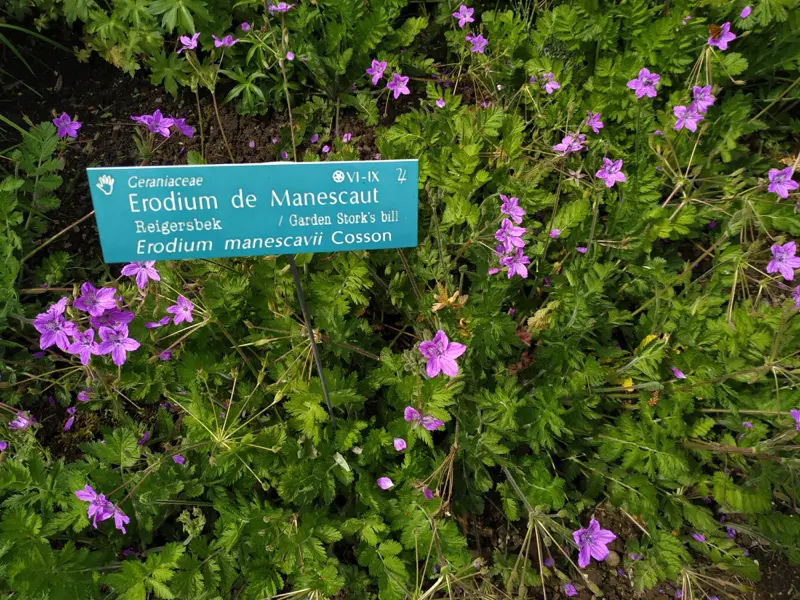 Geraniaceae VI-IX ♃
Erodium de Manescaut
Reigersbek / Garden Stork's bill
Erodium manescavii Cosson